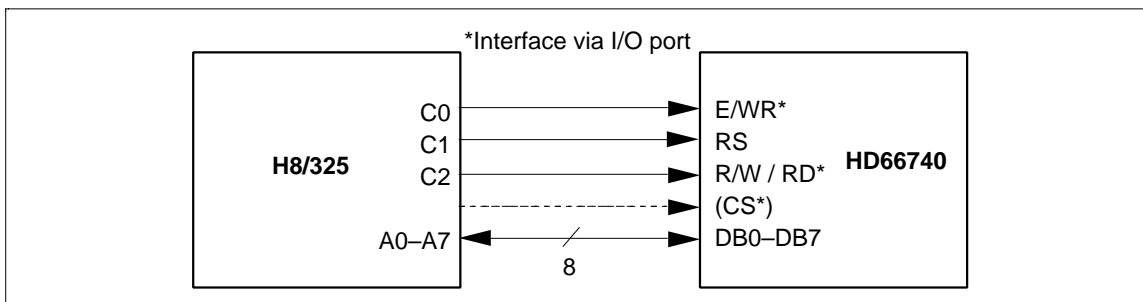 *Interface via I/O port
H8/325
C0
C1
C2
A0–A7
8
E/WR*
RS
R/W / RD*
(CS*)
DB0–DB7
HD66740